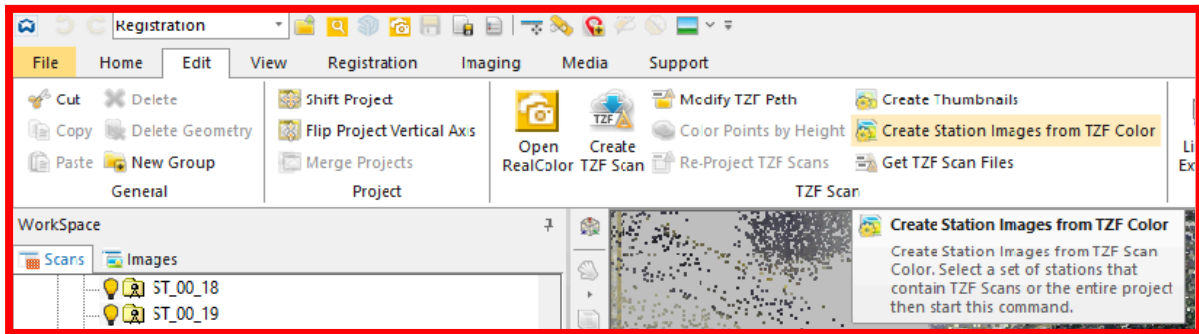 Registration
File Home Edit View Registration Imaging Media Support
Cut Delete Shift Project Modify TZF Path Create Thumbnails
Copy Delete Geometry Flip Project Vertical Axis Open RealColor Create TZF Scan Color Points by Height Create Station Images from TZF Color
Paste New Group Merge Projects Re-Project TZF Scans Get TZF Scan Files
General Project TZF Scan
WorkSpace
Scans Images
ST_00_18
ST_00_19
Create Station Images from TZF Color
Create Station Images from TZF Scan
Color. Select a set of stations that
contain TZF Scans or the entire project
then start this command.